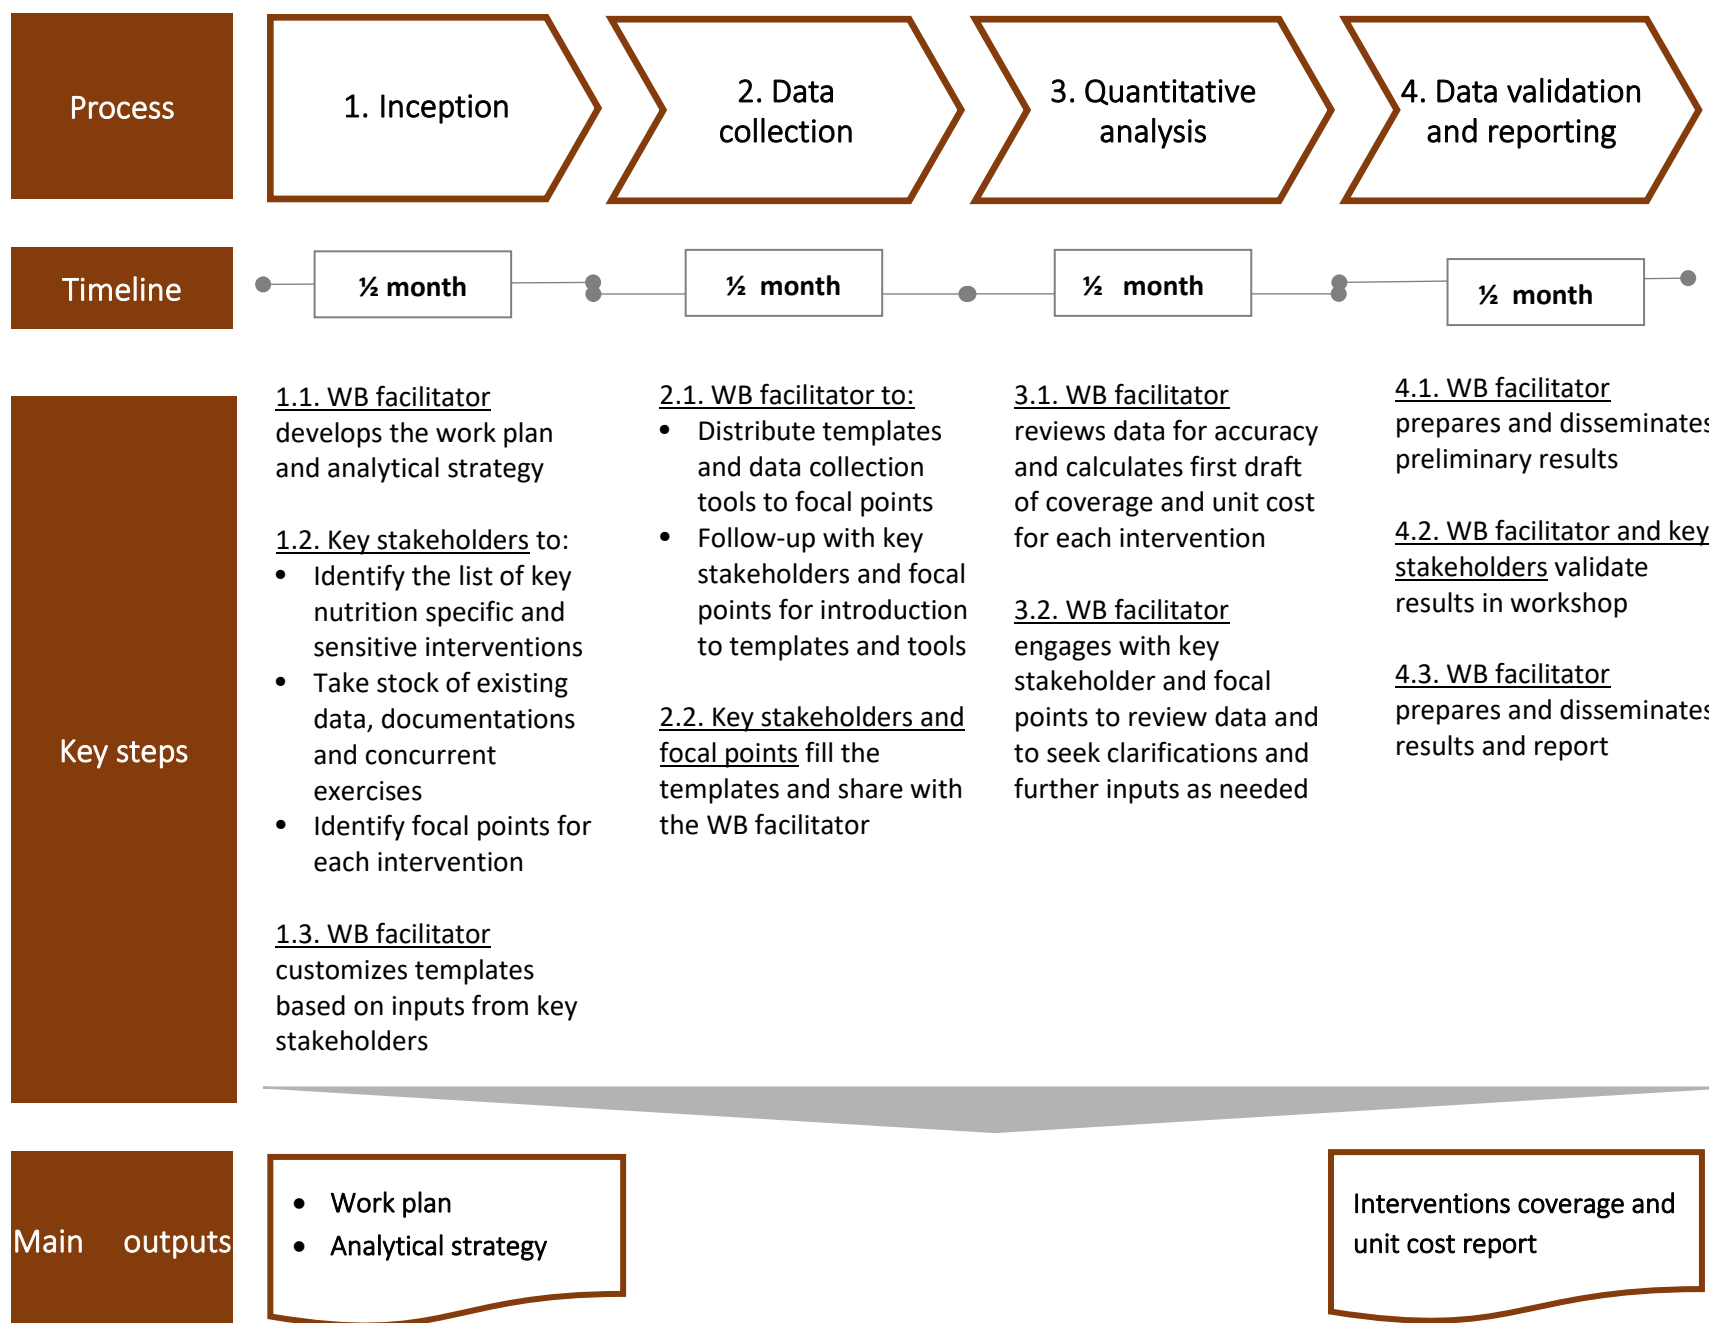 Process
1. Inception
2. Data
collection
3. Quantitative
analysis
4. Data validation
and reporting
Timeline
½ month
½ month
½ month
½ month
Key steps
1.1. WB facilitator
develops the work plan
and analytical strategy
1.2. Key stakeholders to:
• Identify the list of key
nutrition specific and
sensitive interventions
• Take stock of existing
data, documentations
and concurrent
exercises
• Identify focal points for
each intervention
1.3. WB facilitator
customizes templates
based on inputs from key
stakeholders
2.1. WB facilitator to:
• Distribute templates
and data collection
tools to focal points
• Follow-up with key
stakeholders and focal
points for introduction
to templates and tools
2.2. Key stakeholders and
focal points fill the
templates and share with
the WB facilitator
3.1. WB facilitator
reviews data for accuracy
and calculates first draft
of coverage and unit cost
for each intervention
3.2. WB facilitator
engages with key
stakeholder and focal
points to review data and
to seek clarifications and
further inputs as needed
4.1. WB facilitator
prepares and disseminates
preliminary results
4.2. WB facilitator and key
stakeholders validate
results in workshop
4.3. WB facilitator
prepares and disseminates
results and report
Main outputs
• Work plan
• Analytical strategy
Interventions coverage and
unit cost report